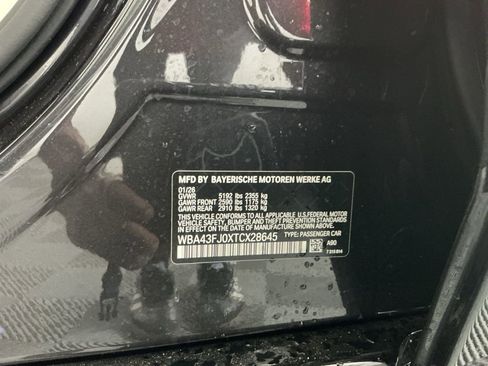 MFD BY BAYERISCHE MOTOREN WERKE AG
01/26
GVWR 5192 lbs 2355 kg
GAWR FRONT 2590 lbs 1175 kg
GAWR REAR 2910 lbs 1320 kg
THIS VEHICLE CONFORMS TO ALL APPLICABLE U.S.FEDERAL MOTOR
VEHICLE SAFETY, BUMPER, AND THEFT PREVENTION STANDARDS
IN EFFECT ON THE DATE OF MANUFACTURE SHOWN ABOVE.
WBA43FJ0XTCX28645 TYPE: PASSENGER CAR
A90